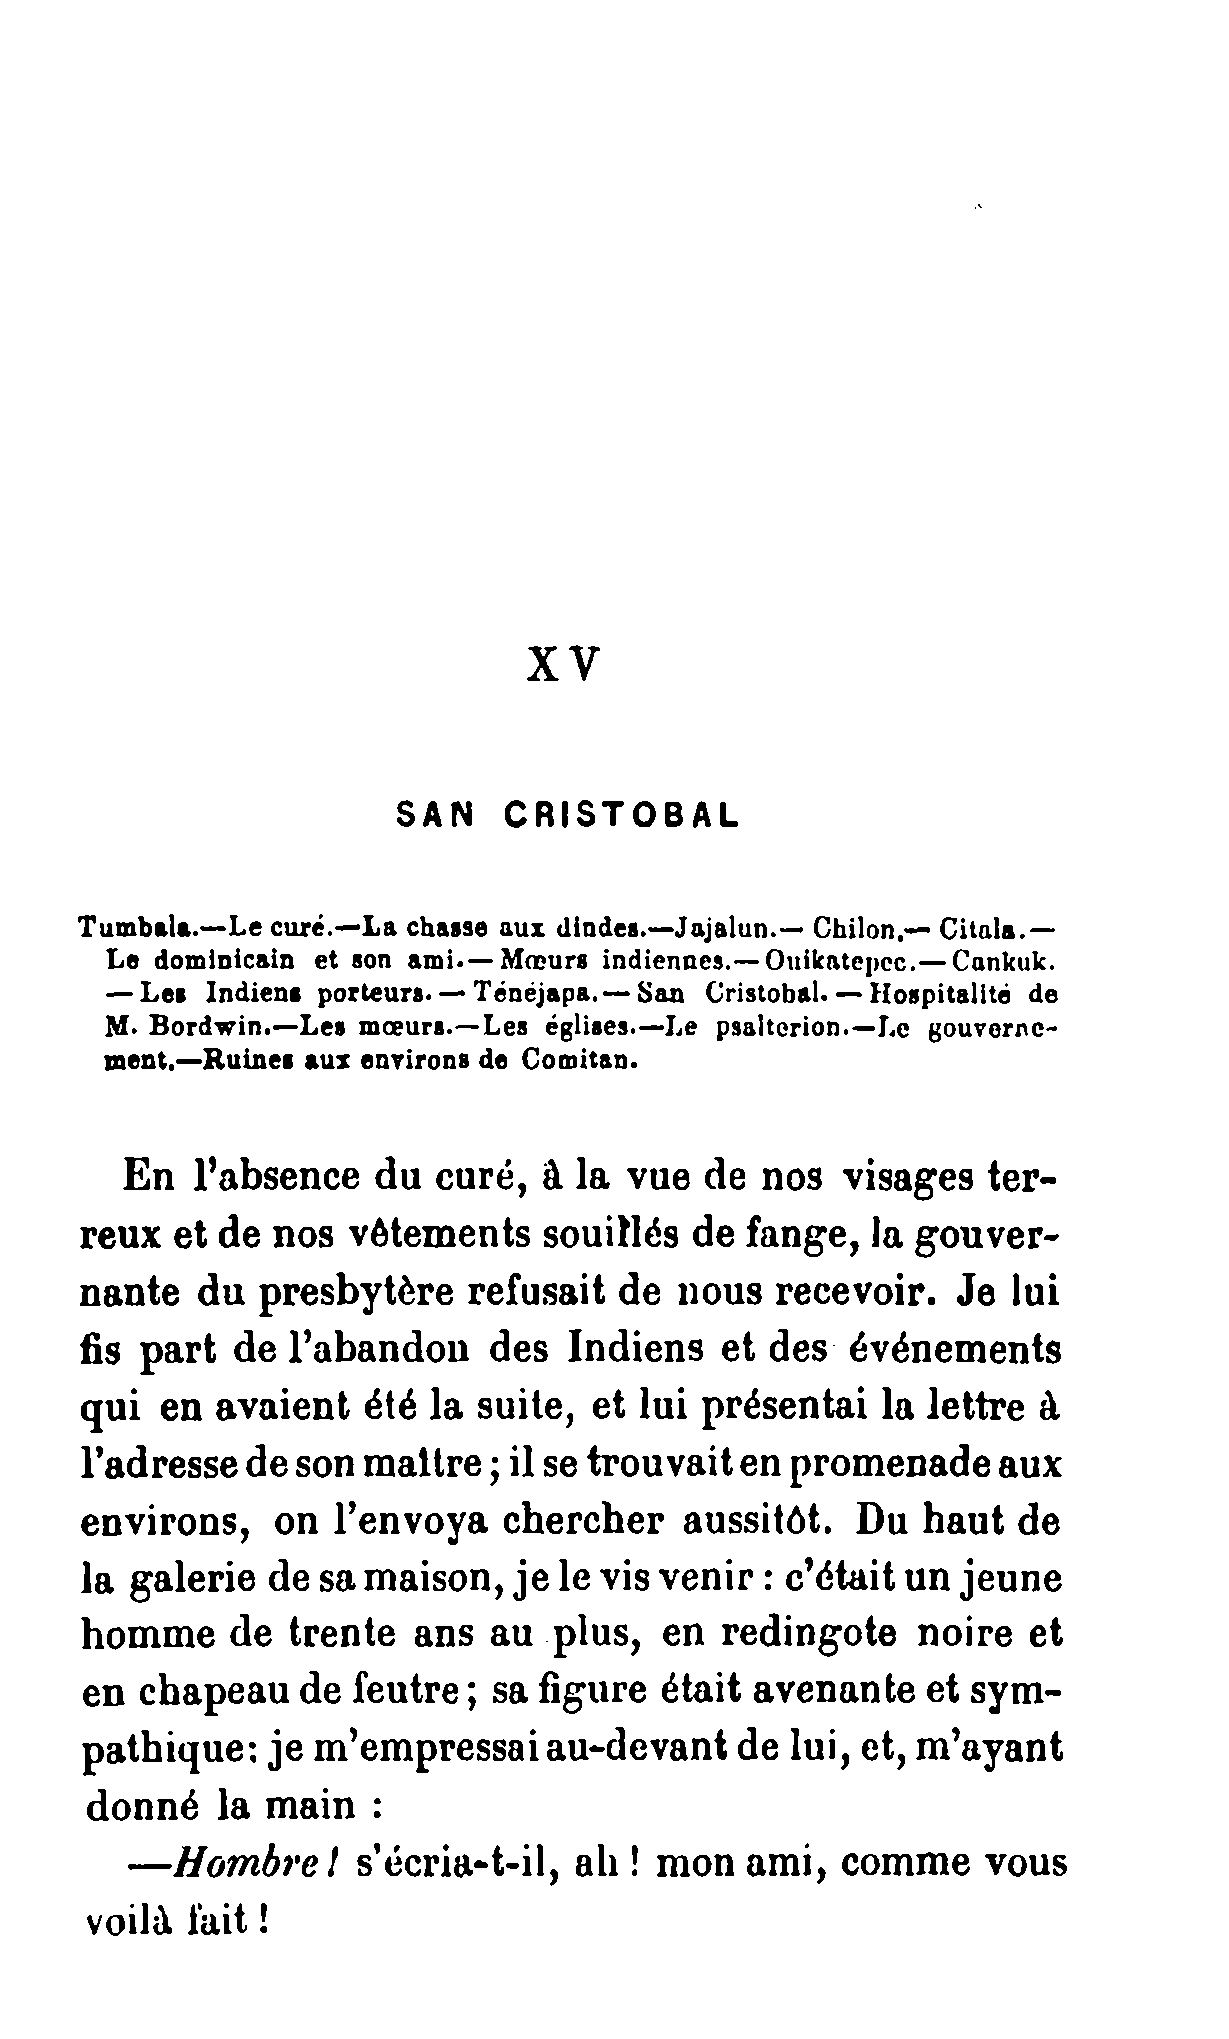 XV
SAN CRISTOBAL
Tumbala.—Le curé.—La chasse aux dindes.—Jajalun.— Chilon.— Citala.—
Le dominicain et son ami.— Mœurs indiennes.— Ouikatepec.— Cankuk.
— Les Indiens porteurs. — Ténéjapa.— San Cristobal. — Hospitalité de
M. Bordwin.—Les mœurs.—Les églises.—Le psalterion.—Le gouverne-
ment.—Ruines aux environs de Comitan.
En l'absence du curé, à la vue de nos visages ter-
reux et de nos vêtements souillés de fange, la gouver-
nante du presbytère refusait de nous recevoir. Je lui
fis part de l'abandon des Indiens et des événements
qui en avaient été la suite, et lui présentai la lettre à
l'adresse de son maître ; il se trouvait en promenade aux
environs, on l'envoya chercher aussitôt. Du haut de
la galerie de sa maison, je le vis venir : c'était un jeune
homme de trente ans au plus, en redingote noire et
en chapeau de feutre ; sa figure était avenante et sym-
pathique: je m'empressai au-devant de lui, et, m'ayant
donné la main :
—Hombre ! s'écria-t-il, ah ! mon ami, comme vous
voilà fait !